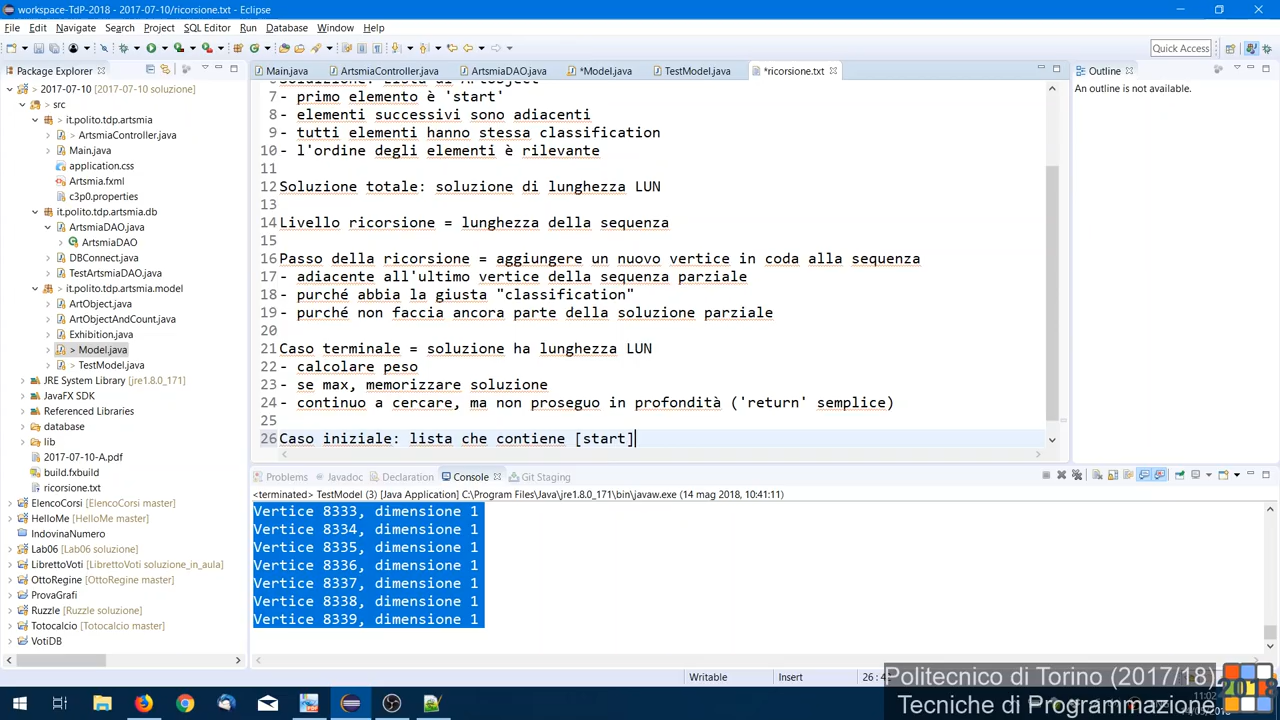 workspace-TdP-2018 - 2017-07-10/ricorsione.txt - Eclipse
File Edit Navigate Search Project SQL Editor Run Database Window Help
Quick Access
Package Explorer
Main.java
ArtsmiaController.java
ArtsmiaDAO.java
*Model.java
TestModel.java
*ricorsione.txt
Outline
An outline is not available.
2017-07-10 [2017-07-10 soluzione]
src
it.polito.tdp.artsmia
> ArtsmiaController.java
Main.java
application.css
Artsmia.fxml
c3p0.properties
it.polito.tdp.artsmia.db
ArtsmiaDAO.java
ArtsmiaDAO
DBConnect.java
TestArtsmiaDAO.java
it.polito.tdp.artsmia.model
ArtObject.java
ArtObjectAndCount.java
Exhibition.java
> Model.java
> TestModel.java
JRE System Library [jre1.8.0_171]
JavaFX SDK
Referenced Libraries
database
lib
2017-07-10-A.pdf
build.fxbuild
ricorsione.txt
ElencoCorsi [ElencoCorsi master]
HelloMe [HelloMe master]
IndovinaNumero
Lab06 [Lab06 soluzione]
LibrettoVoti [LibrettoVoti soluzione_in_aula]
OttoRegine [OttoRegine master]
ProvaGrafi
Ruzzle [Ruzzle soluzione]
Totocalcio [Totocalcio master]
VotiDB
7 - primo elemento è 'start'
8 - elementi successivi sono adiacenti
9 - tutti elementi hanno stessa classification
10 - l'ordine degli elementi è rilevante
11
12 Soluzione totale: soluzione di lunghezza LUN
13
14 Livello ricorsione = lunghezza della sequenza
15
16 Passo della ricorsione = aggiungere un nuovo vertice in coda alla sequenza
17 - adiacente all'ultimo vertice della sequenza parziale
18 - purché abbia la giusta "classification"
19 - purché non faccia ancora parte della soluzione parziale
20
21 Caso terminale = soluzione ha lunghezza LUN
22 - calcolare peso
23 - se max, memorizzare soluzione
24 - continuo a cercare, ma non proseguo in profondità ('return' semplice)
25
26 Caso iniziale: lista che contiene [start]
Problems
Javadoc
Declaration
Console
Git Staging
<terminated> TestModel (3) [Java Application] C:\Program Files\Java\jre1.8.0_171\bin\javaw.exe (14 mag 2018, 10:41:11)
Vertice 8333, dimensione 1
Vertice 8334, dimensione 1
Vertice 8335, dimensione 1
Vertice 8336, dimensione 1
Vertice 8337, dimensione 1
Vertice 8338, dimensione 1
Vertice 8339, dimensione 1
Writable
Insert
Politecnico di Torino (2017/18)
Tecniche di Programmazione
2018
11:02